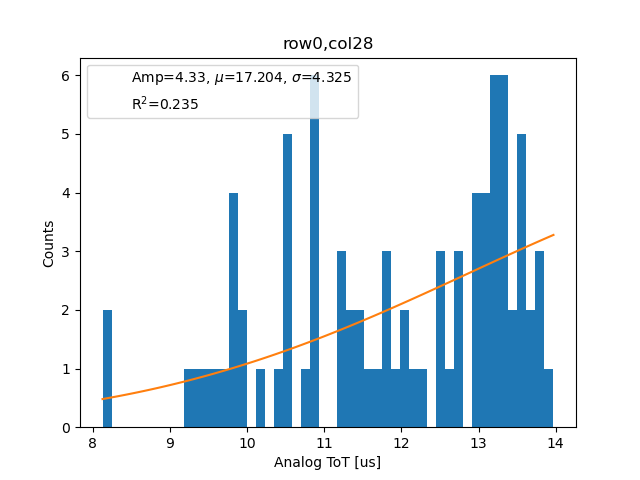 row0,col28
Amp=4.33, μ=17.204, σ=4.325
R²=0.235
Counts
6
5
4
3
2
1
0
8 9 10 11 12 13 14
Analog ToT [us]